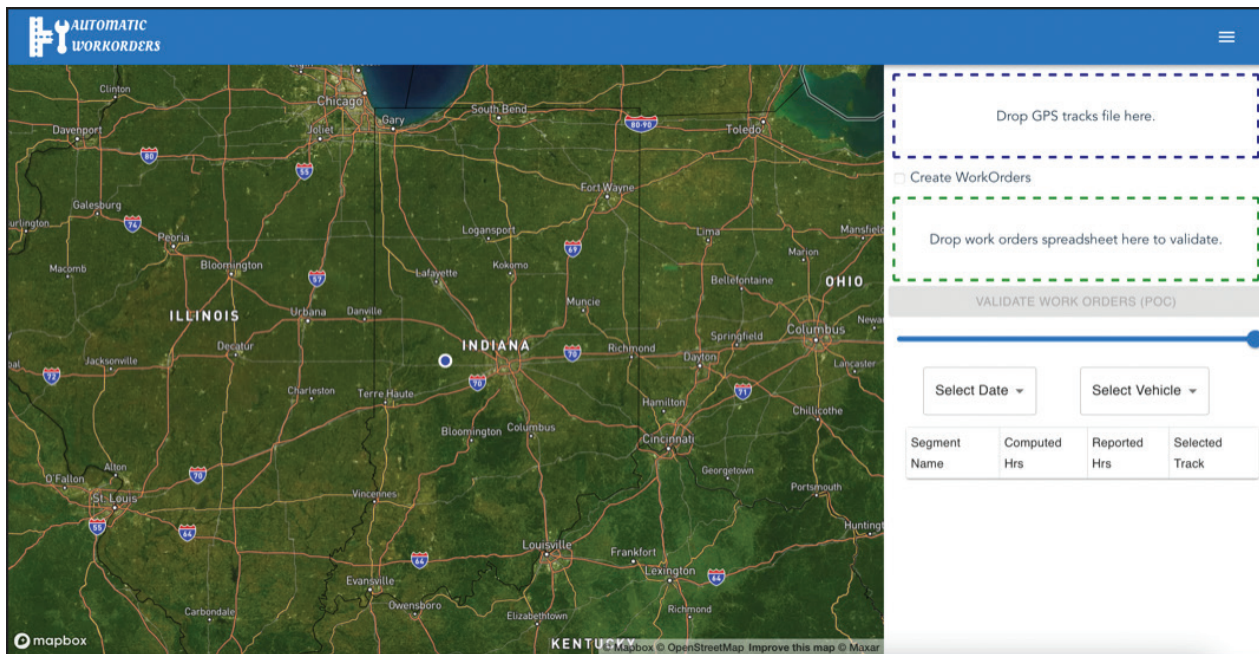 AUTOMATIC
WORKORDERS
Drop GPS tracks file here.
Create WorkOrders
Drop work orders spreadsheet here to validate.
VALIDATE WORK ORDERS (POC)
Select Date
Select Vehicle
Segment Name
Computed Hrs
Reported Hrs
Selected Track
Clinton
Chicago
Davenport
Joliet
Gary
South Bend
80-90
Toledo
80
55
Galesburg
74
Fort Wayne
Peoria
Logansport
69
Lima
Mansfield
Marion
Macomb
Bloomington
57
Lafayette
Kokomo
Bellefontaine
OHIO
Muncie
ILLINOIS
Urbana
Danville
Springfield
Columbus
Decatur
INDIANA
70
Richmond
Dayton
Jacksonville
72
Lancaster
70
71
Charleston
Terre Haute
Hamilton
Chillicothe
Bloomington
Columbus
Cincinnati
Alton
O'Fallon
70
Georgetown
St. Louis
Vincennes
Portsmouth
55
64
Louisville
Frankfort
64
Lexington
64
Evansville
Owensboro
Carbondale
Elizabethtown
Richmond
KENTUCKY
mapbox
© Mapbox © OpenStreetMap Improve this map © Maxar